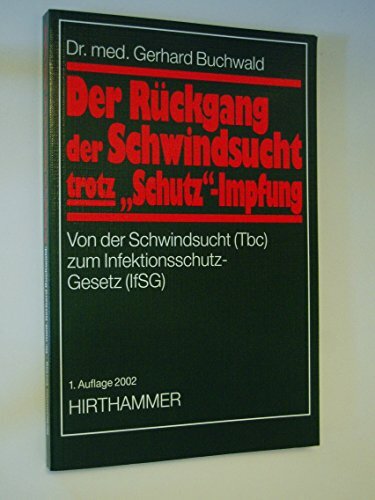 Dr. med. Gerhard Buchwald
Der Rückgang
der Schwindsucht
trotz „Schutz“-Impfung
Von der Schwindsucht (Tbc)
zum Infektionsschutz-
Gesetz (IfSG)
1. Auflage 2002
HIRTHAMMER